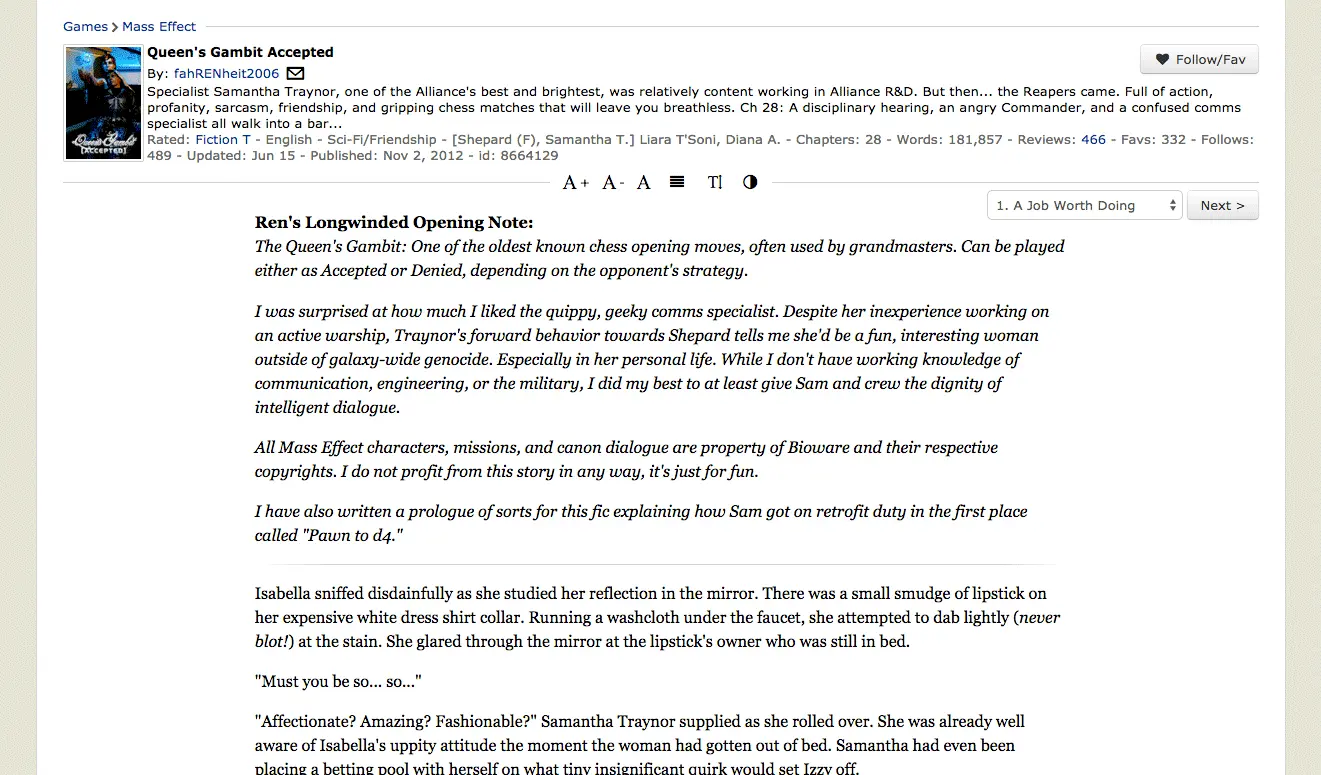 Games > Mass Effect
Queen's Gambit Accepted
Follow/Fav
By: fahRENheit2006
Specialist Samantha Traynor, one of the Alliance's best and brightest, was relatively content working in Alliance R&D. But then... the Reapers came. Full of action,
profanity, sarcasm, friendship, and gripping chess matches that will leave you breathless. Ch 28: A disciplinary hearing, an angry Commander, and a confused comms
specialist all walk into a bar...
Rated: Fiction T - English - Sci-Fi/Friendship - [Shepard (F), Samantha T.] Liara T'Soni, Diana A. - Chapters: 28 - Words: 181,857 - Reviews: 466 - Favs: 332 - Follows:
489 - Updated: Jun 15 - Published: Nov 2, 2012 - id: 8664129
Queen's Gambit
[ACCEPTED]
A+ A- A TI
1. A Job Worth Doing Next >
Ren's Longwinded Opening Note:
The Queen's Gambit: One of the oldest known chess opening moves, often used by grandmasters. Can be played
either as Accepted or Denied, depending on the opponent's strategy.
I was surprised at how much I liked the quippy, geeky comms specialist. Despite her inexperience working on
an active warship, Traynor's forward behavior towards Shepard tells me she'd be a fun, interesting woman
outside of galaxy-wide genocide. Especially in her personal life. While I don't have working knowledge of
communication, engineering, or the military, I did my best to at least give Sam and crew the dignity of
intelligent dialogue.
All Mass Effect characters, missions, and canon dialogue are property of Bioware and their respective
copyrights. I do not profit from this story in any way, it's just for fun.
I have also written a prologue of sorts for this fic explaining how Sam got on retrofit duty in the first place
called "Pawn to d4."
Isabella sniffed disdainfully as she studied her reflection in the mirror. There was a small smudge of lipstick on
her expensive white dress shirt collar. Running a washcloth under the faucet, she attempted to dab lightly (never
blot!) at the stain. She glared through the mirror at the lipstick's owner who was still in bed.
"Must you be so... so..."
"Affectionate? Amazing? Fashionable?" Samantha Traynor supplied as she rolled over. She was already well
aware of Isabella's uppity attitude the moment the woman had gotten out of bed. Samantha had even been
placing a betting pool with herself on what tiny insignificant quirk would set Izzy off.